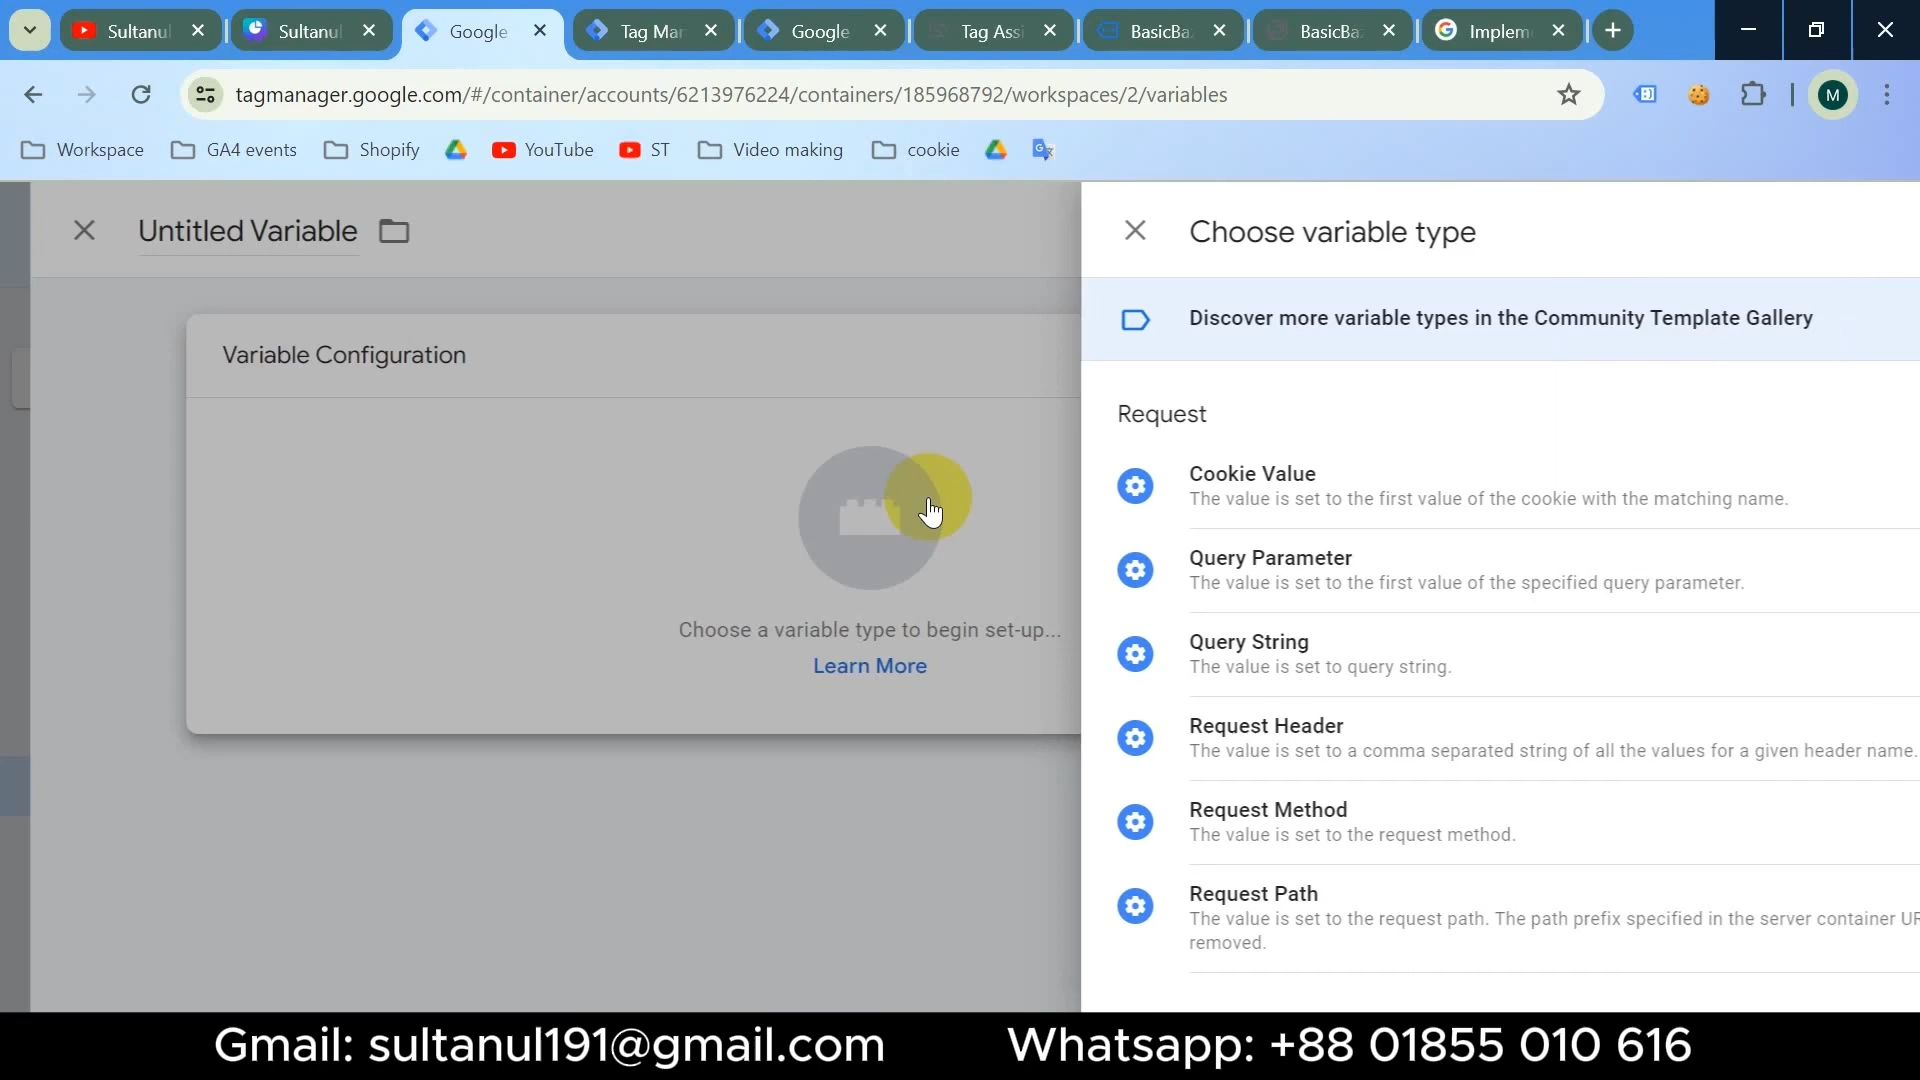 Sultanul
Sultanul
Google
Tag Man
Google
Tag Assi
BasicBa
BasicBa
Implem
tagmanager.google.com/#/container/accounts/6213976224/containers/185968792/workspaces/2/variables
M
Workspace
GA4 events
Shopify
YouTube
ST
Video making
cookie
Untitled Variable
Choose variable type
Discover more variable types in the Community Template Gallery
Variable Configuration
Request
Cookie Value
The value is set to the first value of the cookie with the matching name.
Query Parameter
The value is set to the first value of the specified query parameter.
Choose a variable type to begin set-up...
Learn More
Query String
The value is set to query string.
Request Header
The value is set to a comma separated string of all the values for a given header name.
Request Method
The value is set to the request method.
Request Path
The value is set to the request path. The path prefix specified in the server container UR
removed.
Gmail: sultanul191@gmail.com
Whatsapp: +88 01855 010 616